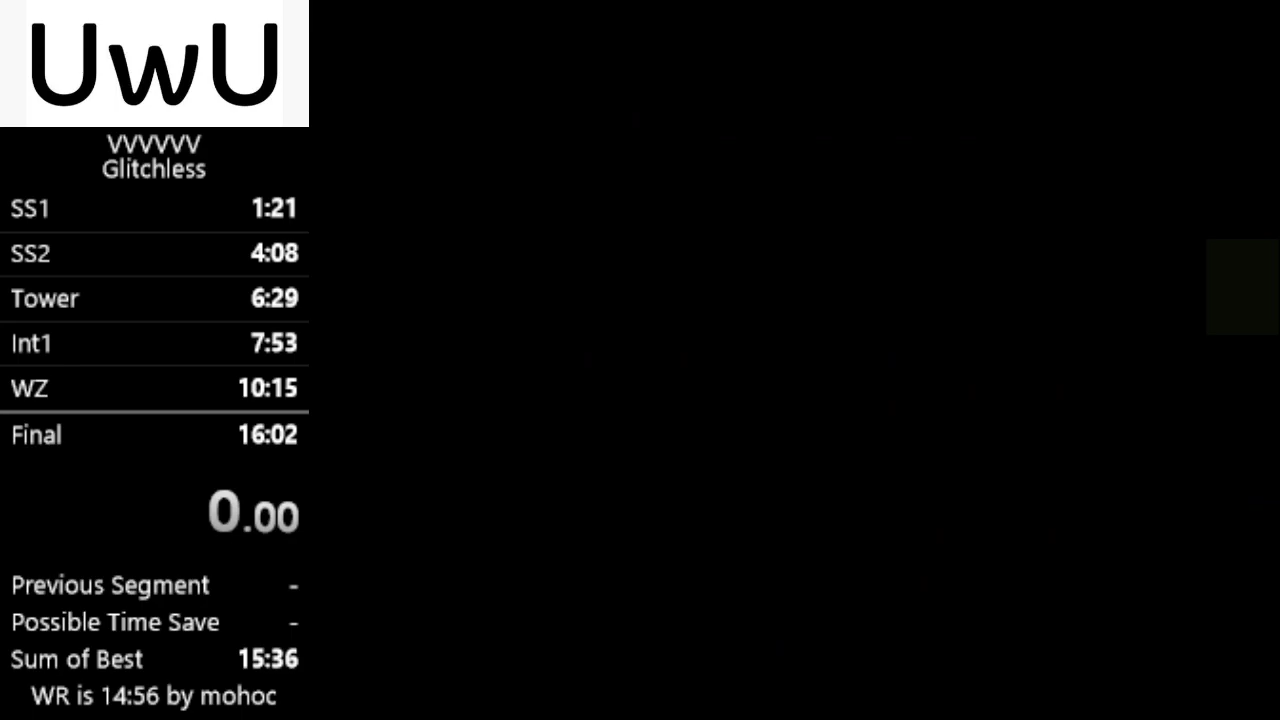 UwU
VVVVVV
Glitchless
SS1 1:21
SS2 4:08
Tower 6:29
Int1 7:53
WZ 10:15
Final 16:02
0.00
Previous Segment -
Possible Time Save -
Sum of Best 15:36
WR is 14:56 by mohoc